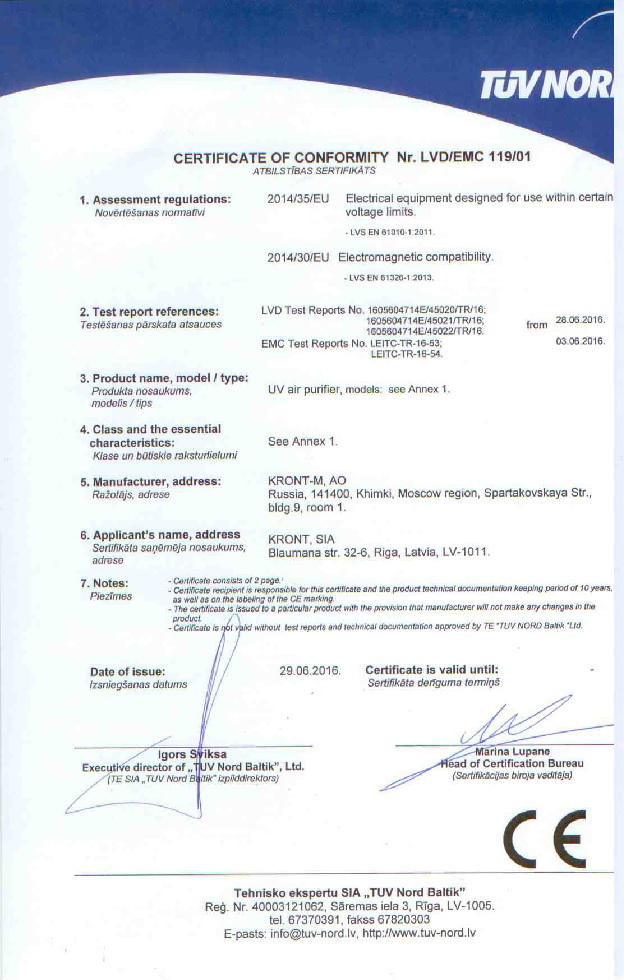 TÜV NOR
CERTIFICATE OF CONFORMITY Nr. LVD/EMC 119/01
ATBILSTĪBAS SERTIFIKĀTS
1. Assessment regulations:
Novērtēšanas normatīvi
2014/35/EU Electrical equipment designed for use within certain
voltage limits.
- LVS EN 61010-1:2011.
2014/30/EU Electromagnetic compatibility.
- LVS EN 61326-1:2013.
2. Test report references:
Testēšanas pārskata atsauces
LVD Test Reports No. 1605604714E/45020/TR/16;
1605604714E/45021/TR/16;
1605604714E/45022/TR/16.
from 28.06.2016.
EMC Test Reports No. LEITC-TR-16-53;
LEITC-TR-16-54.
03.06.2016.
3. Product name, model / type:
Produkta nosaukums,
modelis / tips
UV air purifier, models: see Annex 1.
4. Class and the essential
characteristics:
Klase un būtiskie raksturlielumi
See Annex 1.
5. Manufacturer, address:
Ražotājs, adrese
KRONT-M, AO
Russia, 141400, Khimki, Moscow region, Spartakovskaya Str.,
bldg.9, room 1.
6. Applicant's name, address
Sertifikāta saņēmēja nosaukums,
adrese
KRONT, SIA
Blaumana str. 32-6, Riga, Latvia, LV-1011.
7. Notes:
Piezīmes
- Certificate consists of 2 page.
- Certificate recipient is responsible for this certificate and the product technical documentation keeping period of 10 years,
as well as on the labeling of the CE marking.
- The certificate is issued to a particular product with the provision that manufacturer will not make any changes in the
product.
- Certificate is not valid without test reports and technical documentation approved by TE "TUV NORD Baltik "Ltd.
Date of issue:
Izsniegšanas datums
29.06.2016.
Certificate is valid until:
Sertifikāta derīguma termiņš
-
Igors Sviksa
Executive director of „TUV Nord Baltik", Ltd.
(TE SIA „TUV Nord Baltik" izpilddirektors)
Marina Lupane
Head of Certification Bureau
(Sertifikācijas biroja vadītāja)
CE
Tehnisko ekspertu SIA „TUV Nord Baltik"
Reģ. Nr. 40003121062, Sāremas iela 3, Rīga, LV-1005.
tel. 67370391, fakss 67820303
E-pasts: info@tuv-nord.lv, http://www.tuv-nord.lv